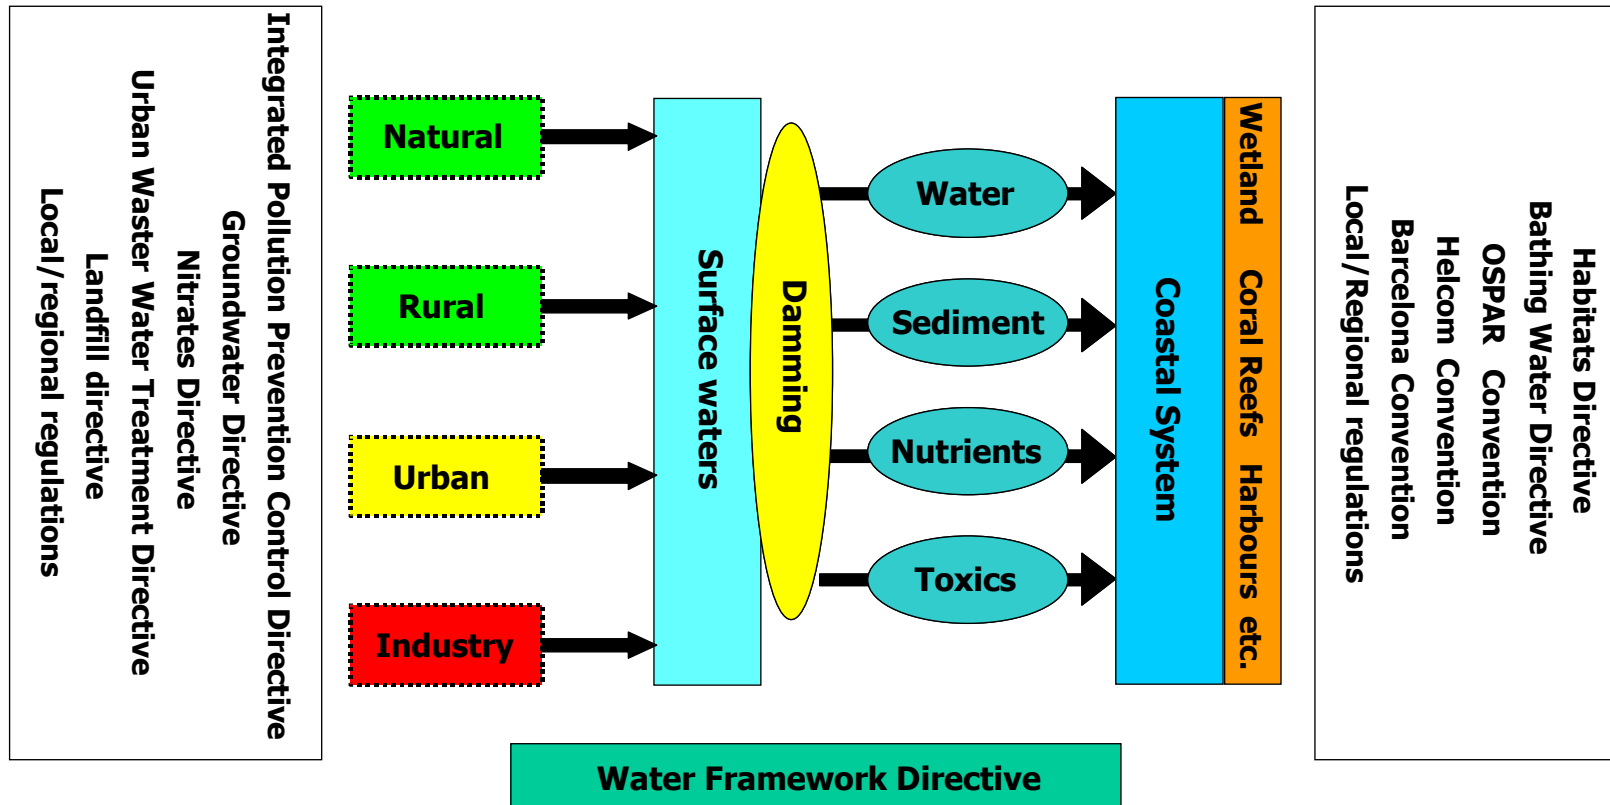 Integrated Pollution Prevention Control Directive
Groundwater Directive
Nitrates Directive
Urban Waster Water Treatment Directive
Landfill directive
Local/regional regulations
Natural
Rural
Urban
Industry
Surface waters
Damming
Water
Sediment
Nutrients
Toxics
Coastal System
Wetland Coral Reefs Harbours etc.
Habitats Directive
Bathing Water Directive
OSPAR Convention
Helcom Convention
Barcelona Convention
Local/Regional regulations
Water Framework Directive